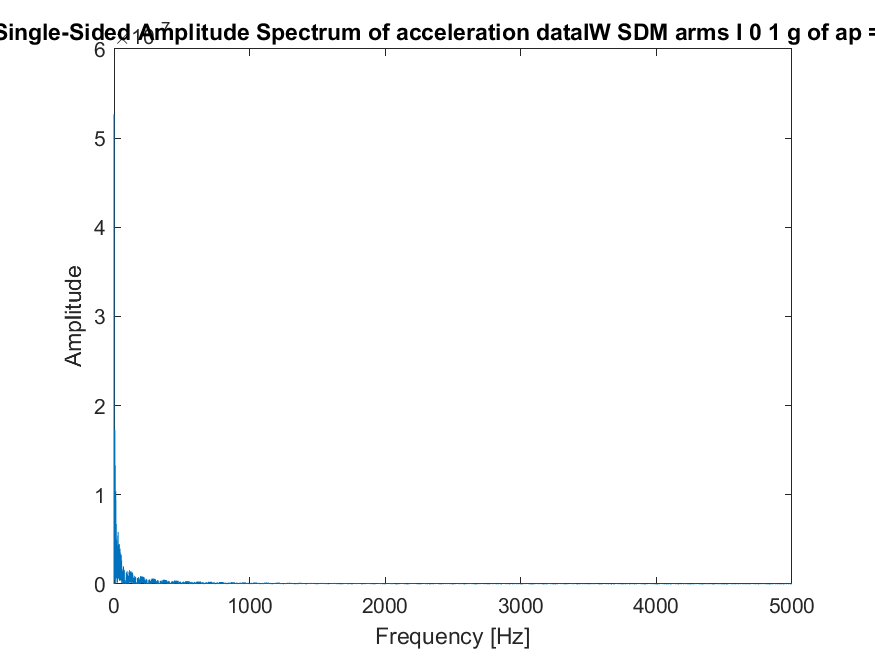 Single-Sided Amplitude Spectrum of acceleration dataIW SDM arms I 0 1 g of ap =
6
5
4
3
2
1
0
Amplitude
0 1000 2000 3000 4000 5000
Frequency [Hz]